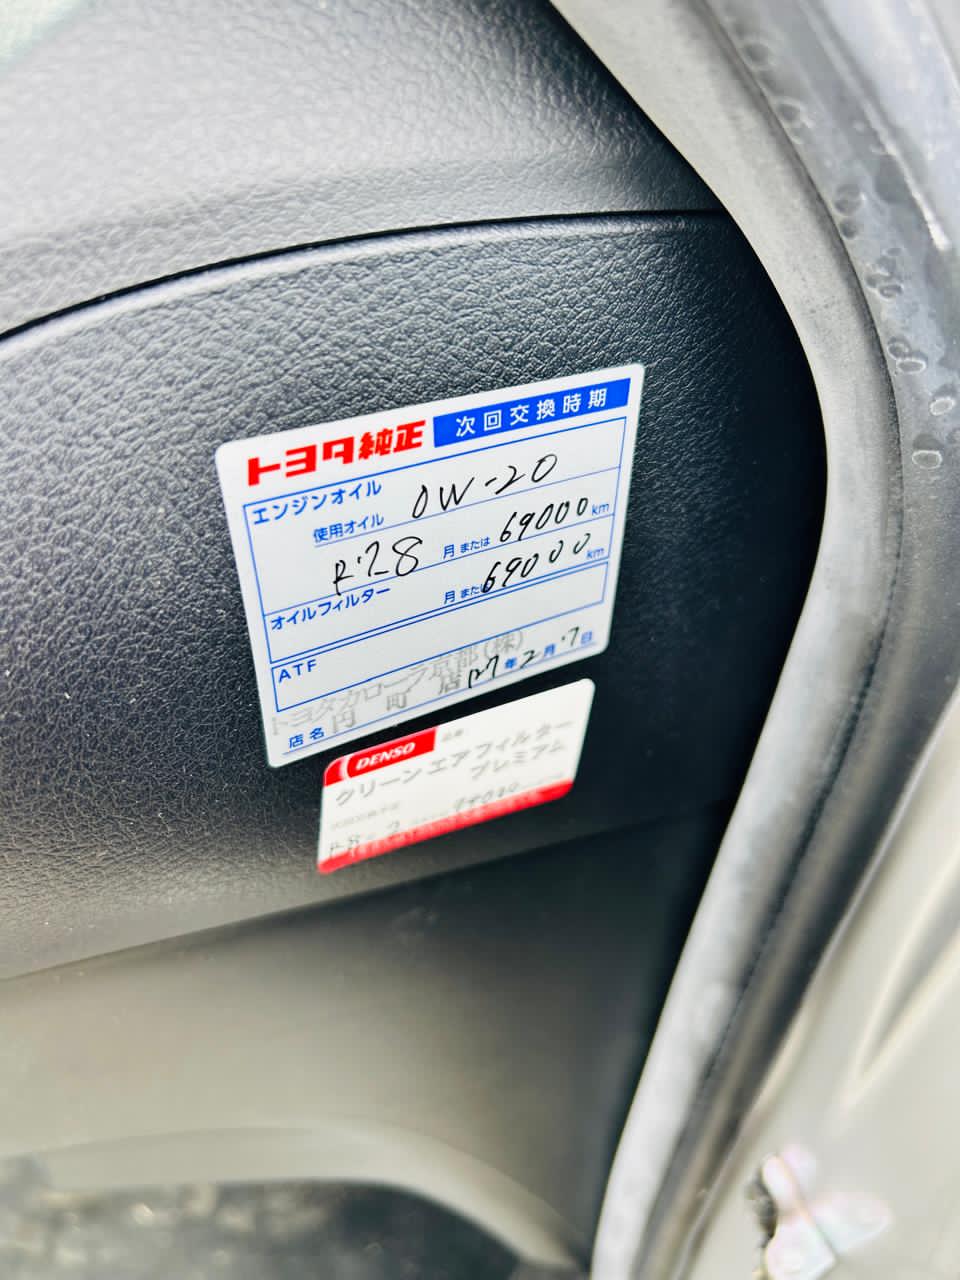 トヨタ純正 次回交換時期
エンジンオイル
使用オイル 0W-20
R7.8 月または 69000 km
オイルフィルター 月または 69000 km
ATF
トヨタカローラ京都(株)
店名 円町店 R7年2月7日
DENSO
クリーンエアフィルター
プレミアム
R8 2